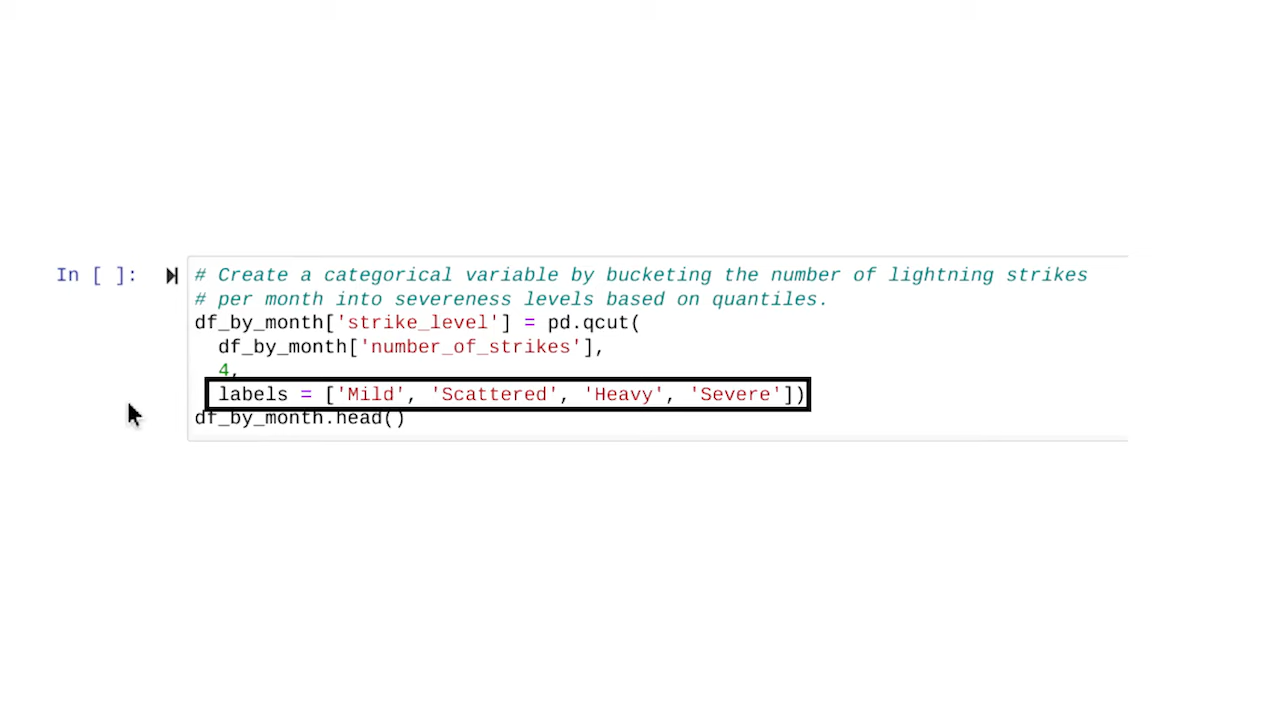 In [ ]:
# Create a categorical variable by bucketing the number of lightning strikes
# per month into severeness levels based on quantiles.
df_by_month['strike_level'] = pd.qcut(
df_by_month['number_of_strikes'],
4,
labels = ['Mild', 'Scattered', 'Heavy', 'Severe'])
df_by_month.head()